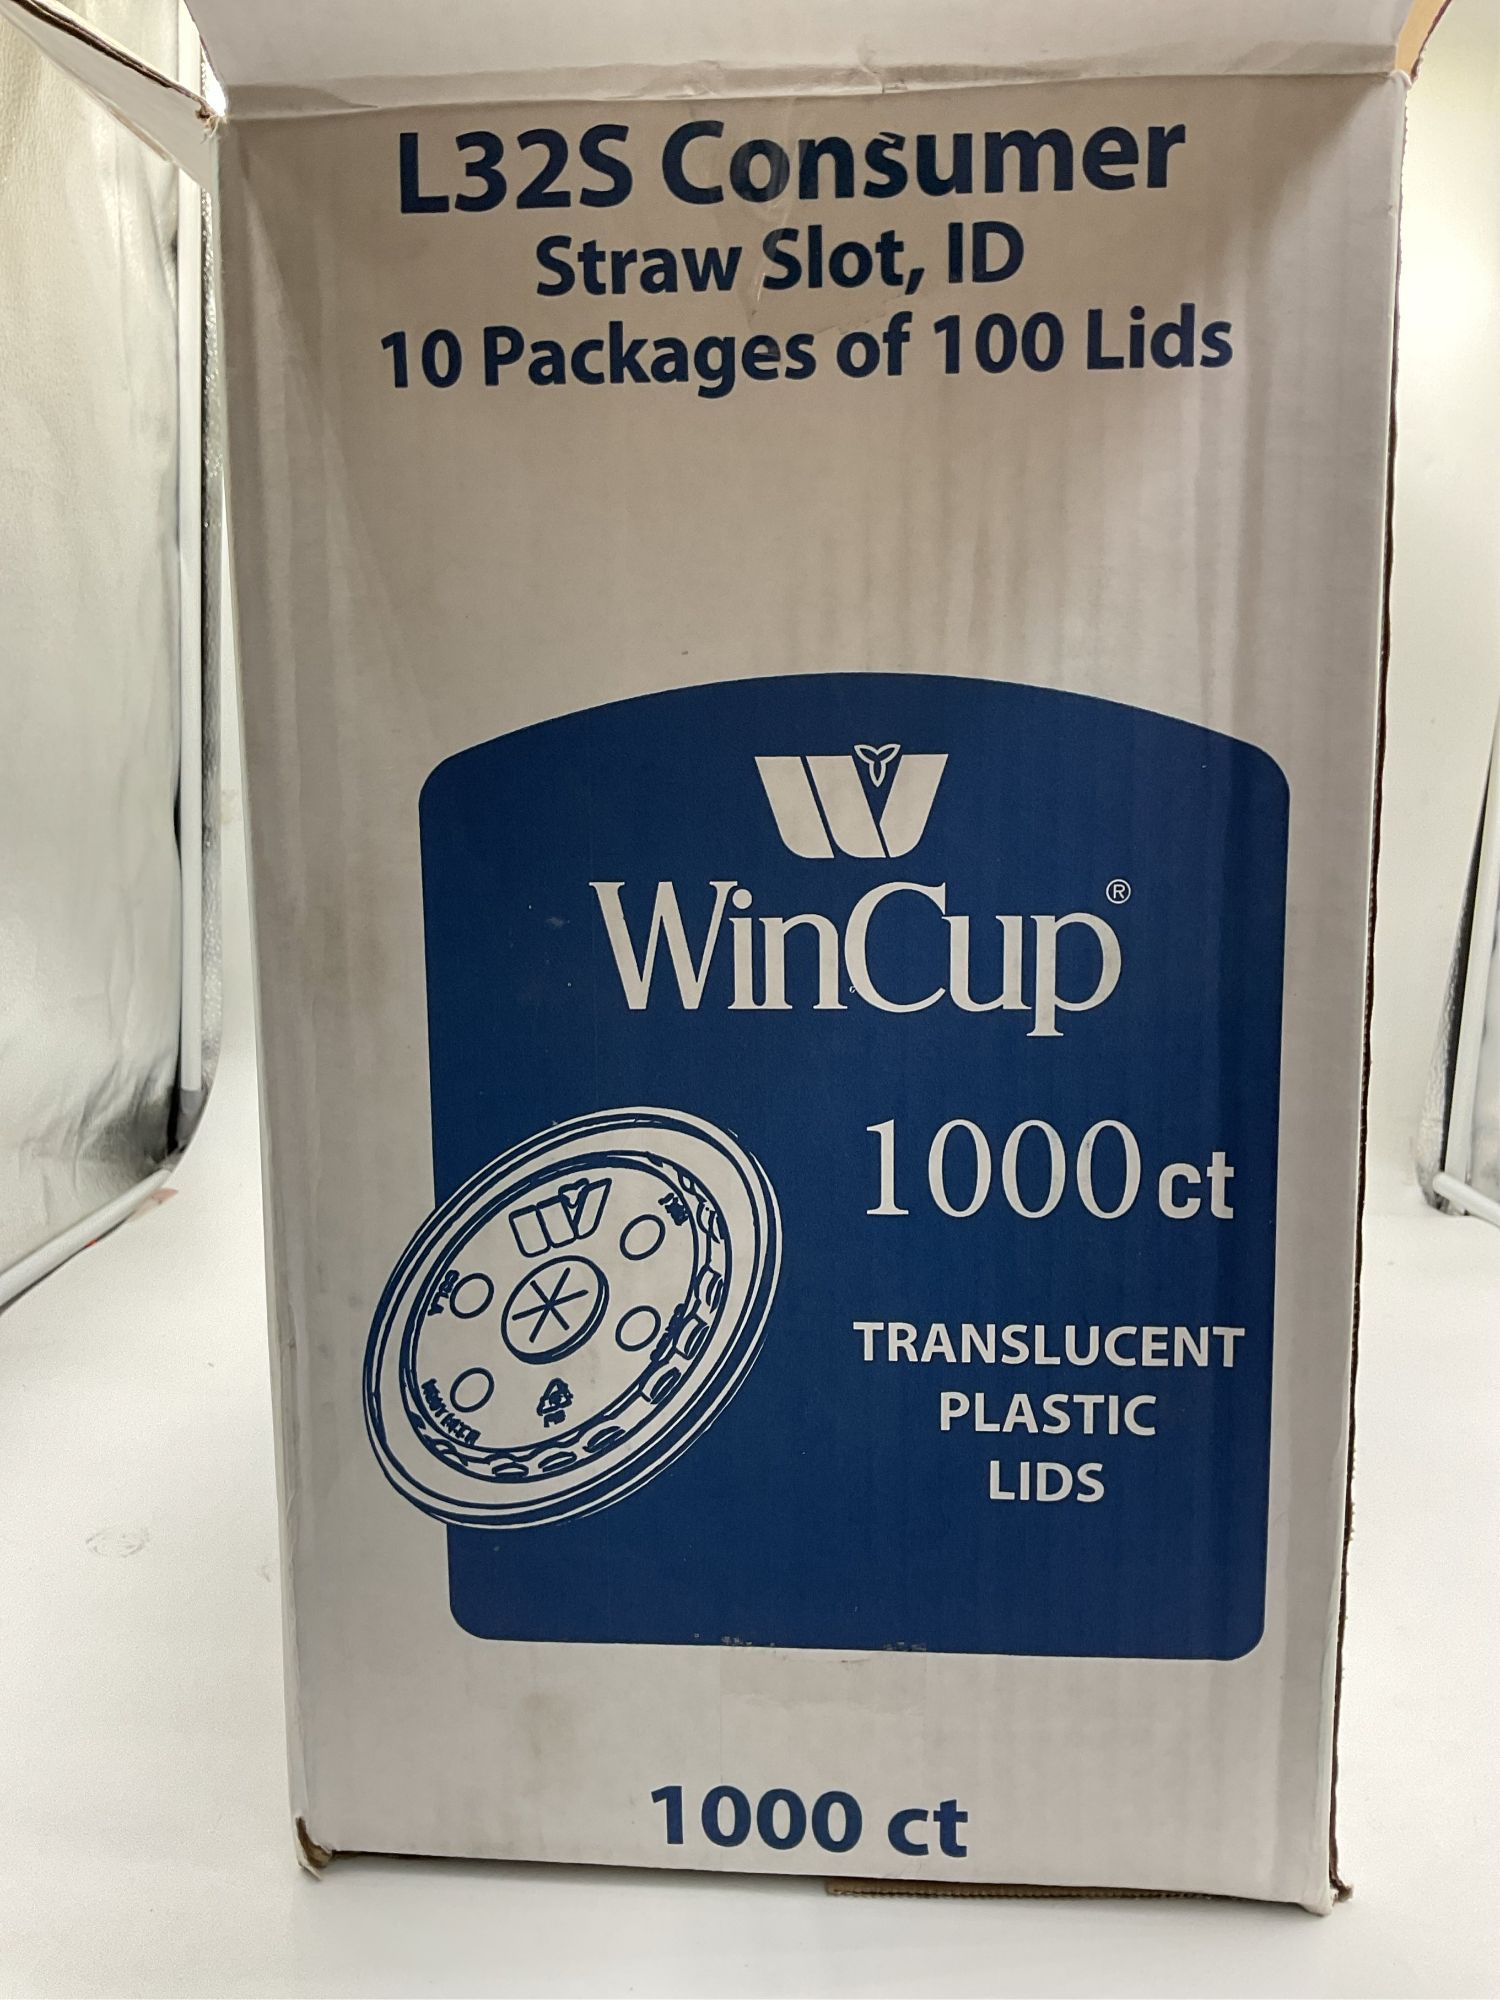 L32S Consumer
Straw Slot, ID
10 Packages of 100 Lids
WinCup®
1000 ct
TRANSLUCENT
PLASTIC
LIDS
1000 ct